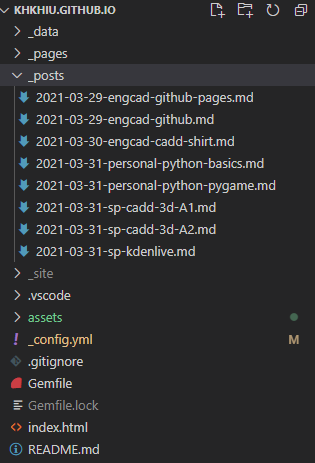 KHKHIU.GITHUB.IO
_data
_pages
_posts
2021-03-29-engcad-github-pages.md
2021-03-29-engcad-github.md
2021-03-30-engcad-cadd-shirt.md
2021-03-31-personal-python-basics.md
2021-03-31-personal-python-pygame.md
2021-03-31-sp-cadd-3d-A1.md
2021-03-31-sp-cadd-3d-A2.md
2021-03-31-sp-kdenlive.md
_site
.vscode
assets
_config.yml M
.gitignore
Gemfile
Gemfile.lock
index.html
README.md